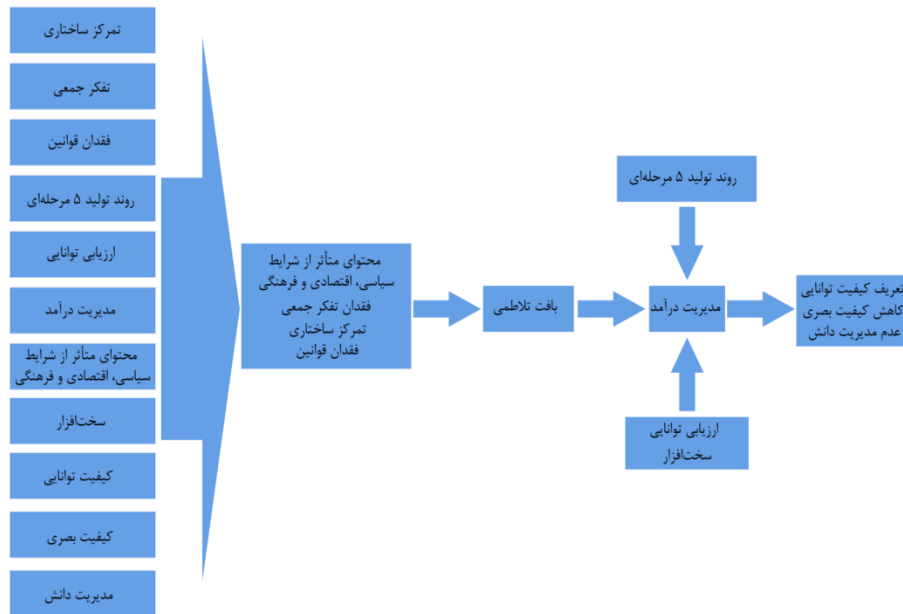 تمرکز ساختاری
تفکر جمعی
فقدان قوانین
روند تولید ۵ مرحله‌ای
ارزیابی توانایی
مدیریت درآمد
محتوای متأثر از شرایط
سیاسی، اقتصادی و فرهنگی
سخت‌افزار
کیفیت توانایی
کیفیت بصری
مدیریت دانش
محتوای متأثر از شرایط
سیاسی، اقتصادی و فرهنگی
فقدان تفکر جمعی
تمرکز ساختاری
فقدان قوانین
بافت تلاطمی
روند تولید ۵ مرحله‌ای
مدیریت درآمد
ارزیابی توانایی
سخت‌افزار
تعریف کیفیت توانایی
کاهش کیفیت بصری
عدم مدیریت دانش